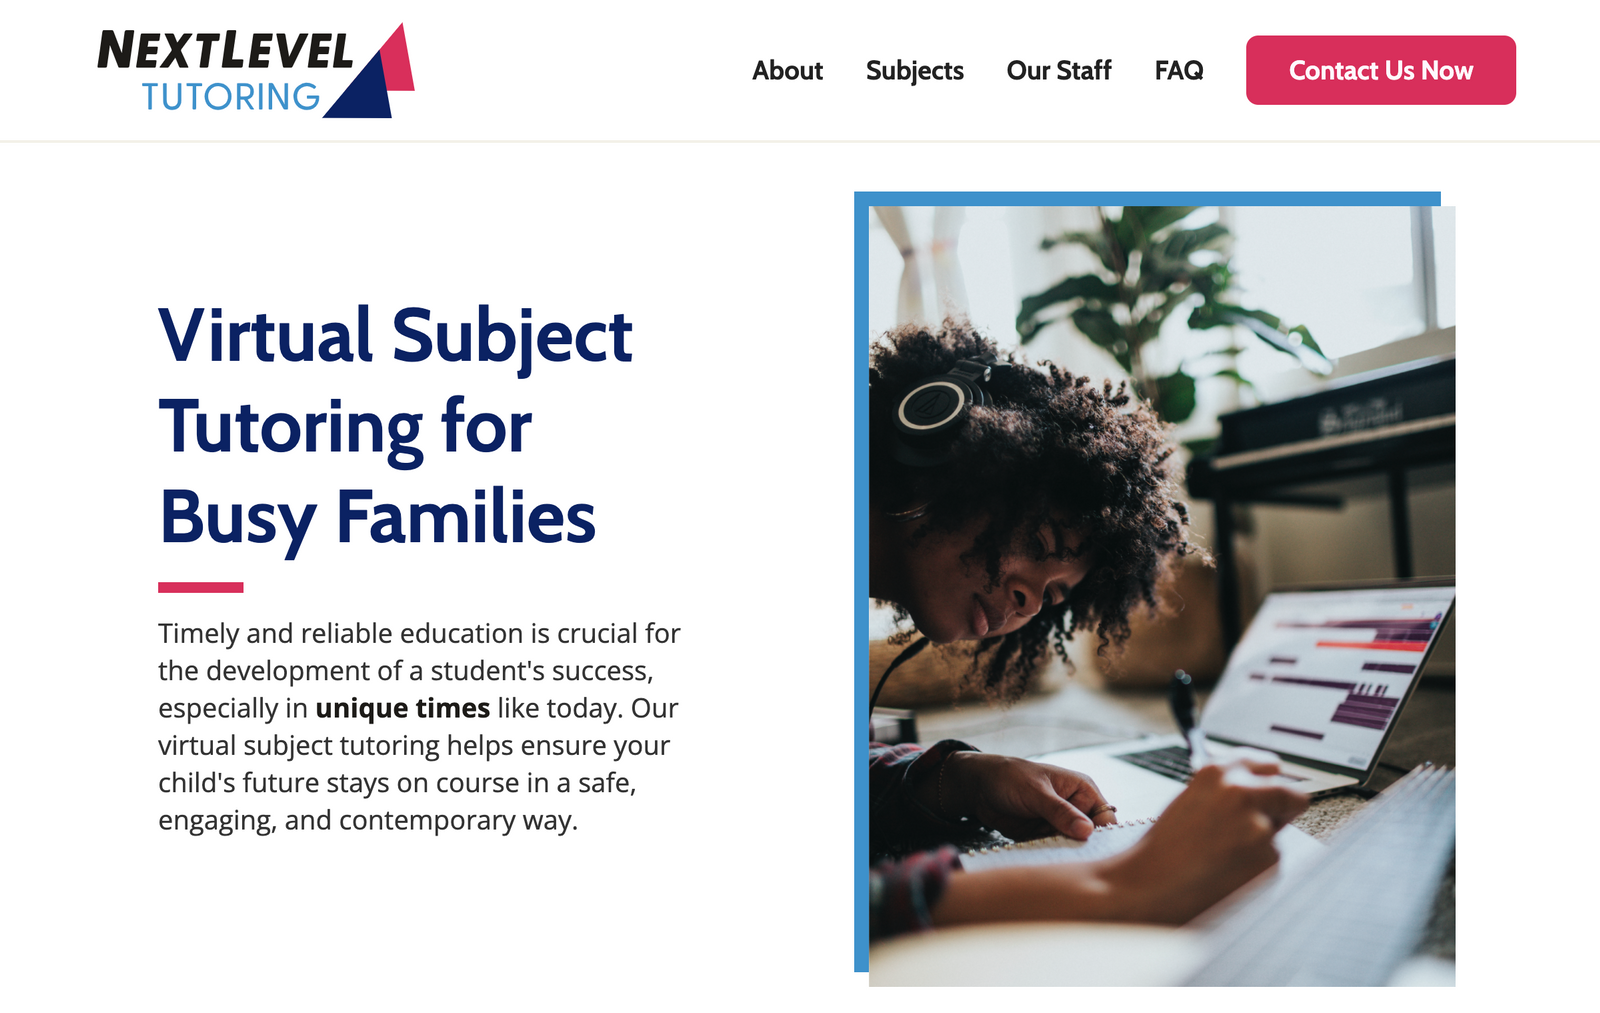 NEXTLEVEL
TUTORING
About
Subjects
Our Staff
FAQ
Contact Us Now
Virtual Subject
Tutoring for
Busy Families
Timely and reliable education is crucial for
the development of a student's success,
especially in unique times like today. Our
virtual subject tutoring helps ensure your
child's future stays on course in a safe,
engaging, and contemporary way.